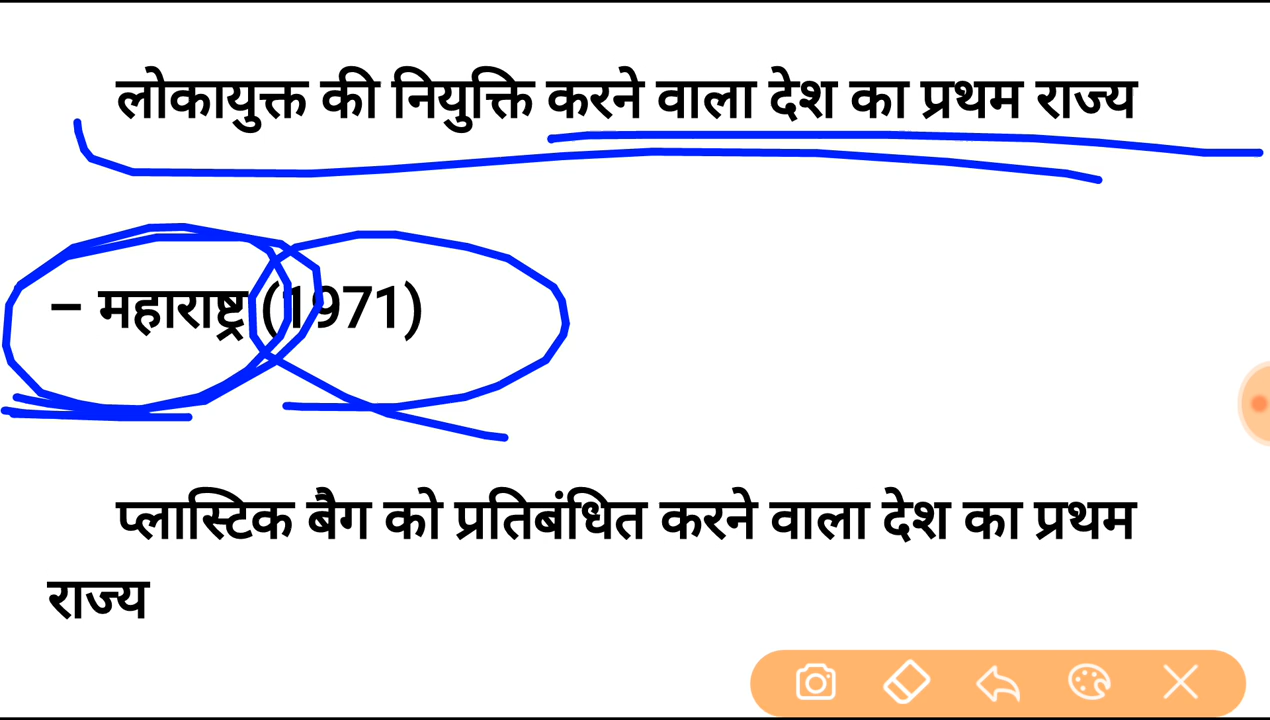 लोकायुक्त की नियुक्ति करने वाला देश का प्रथम राज्य
– महाराष्ट्र (1971)
प्लास्टिक बैग को प्रतिबंधित करने वाला देश का प्रथम
राज्य